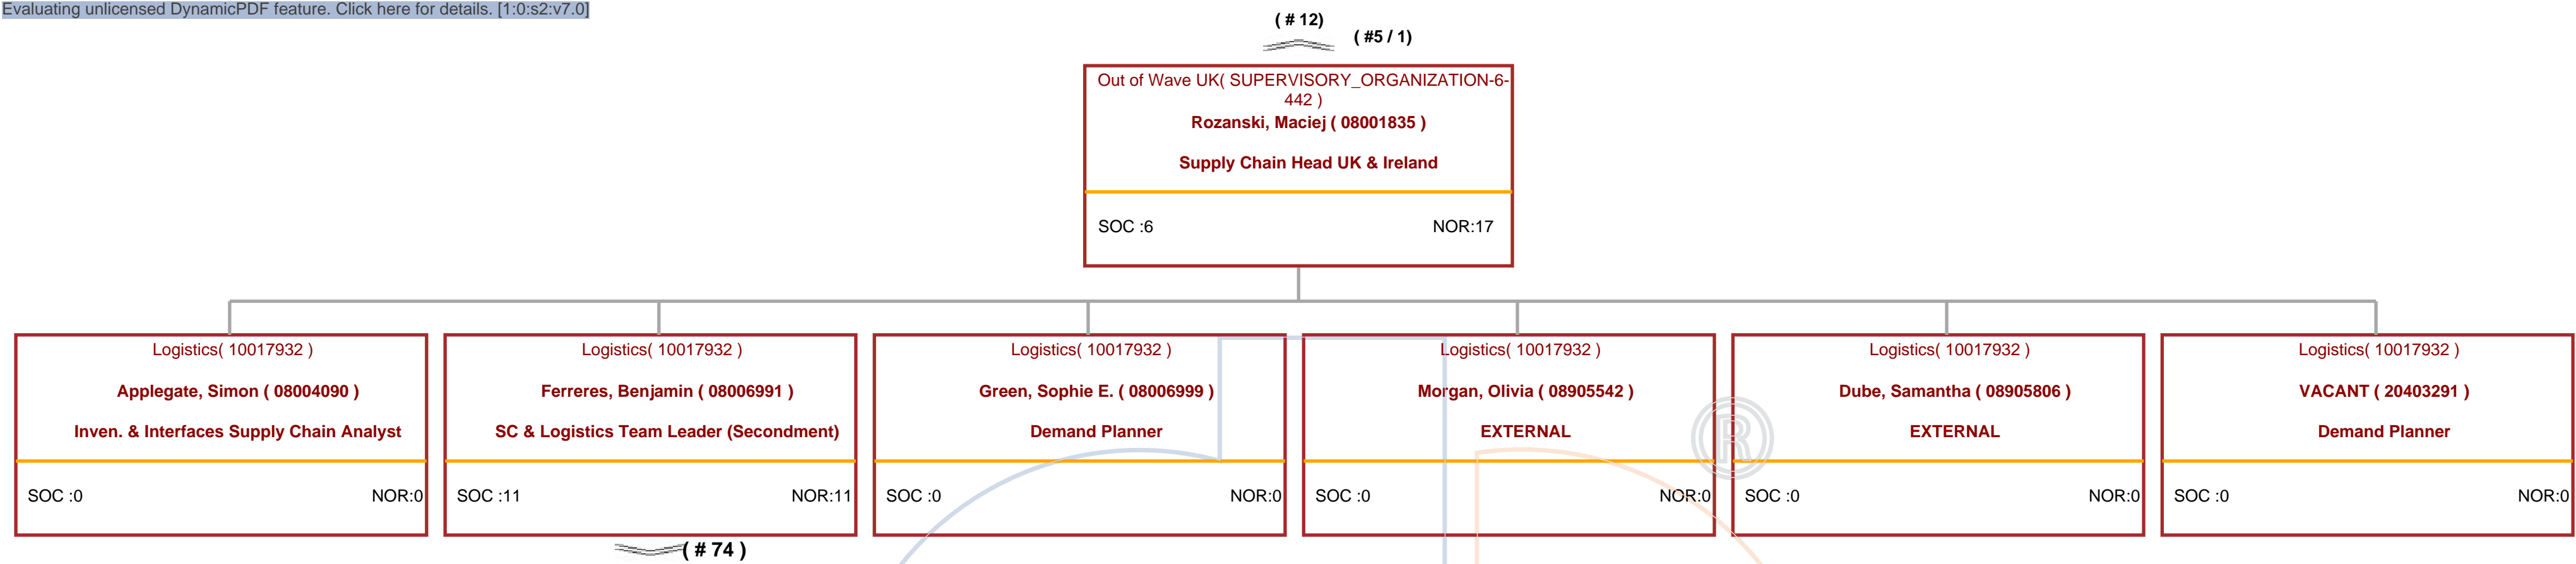 Evaluating unlicensed DynamicPDF feature. Click here for details. [1:0:s2:v7.0]
( # 12)
( #5 / 1)
Out of Wave UK( SUPERVISORY_ORGANIZATION-6-
442 )
Rozanski, Maciej ( 08001835 )
Supply Chain Head UK & Ireland
SOC :6 NOR:17
Logistics( 10017932 )
Applegate, Simon ( 08004090 )
Inven. & Interfaces Supply Chain Analyst
SOC :0 NOR:0
Logistics( 10017932 )
Ferreres, Benjamin ( 08006991 )
SC & Logistics Team Leader (Secondment)
SOC :11 NOR:11
( # 74 )
Logistics( 10017932 )
Green, Sophie E. ( 08006999 )
Demand Planner
SOC :0 NOR:0
Logistics( 10017932 )
Morgan, Olivia ( 08905542 )
EXTERNAL
SOC :0 NOR:0
Logistics( 10017932 )
Dube, Samantha ( 08905806 )
EXTERNAL
SOC :0 NOR:0
Logistics( 10017932 )
VACANT ( 20403291 )
Demand Planner
SOC :0 NOR:0
®